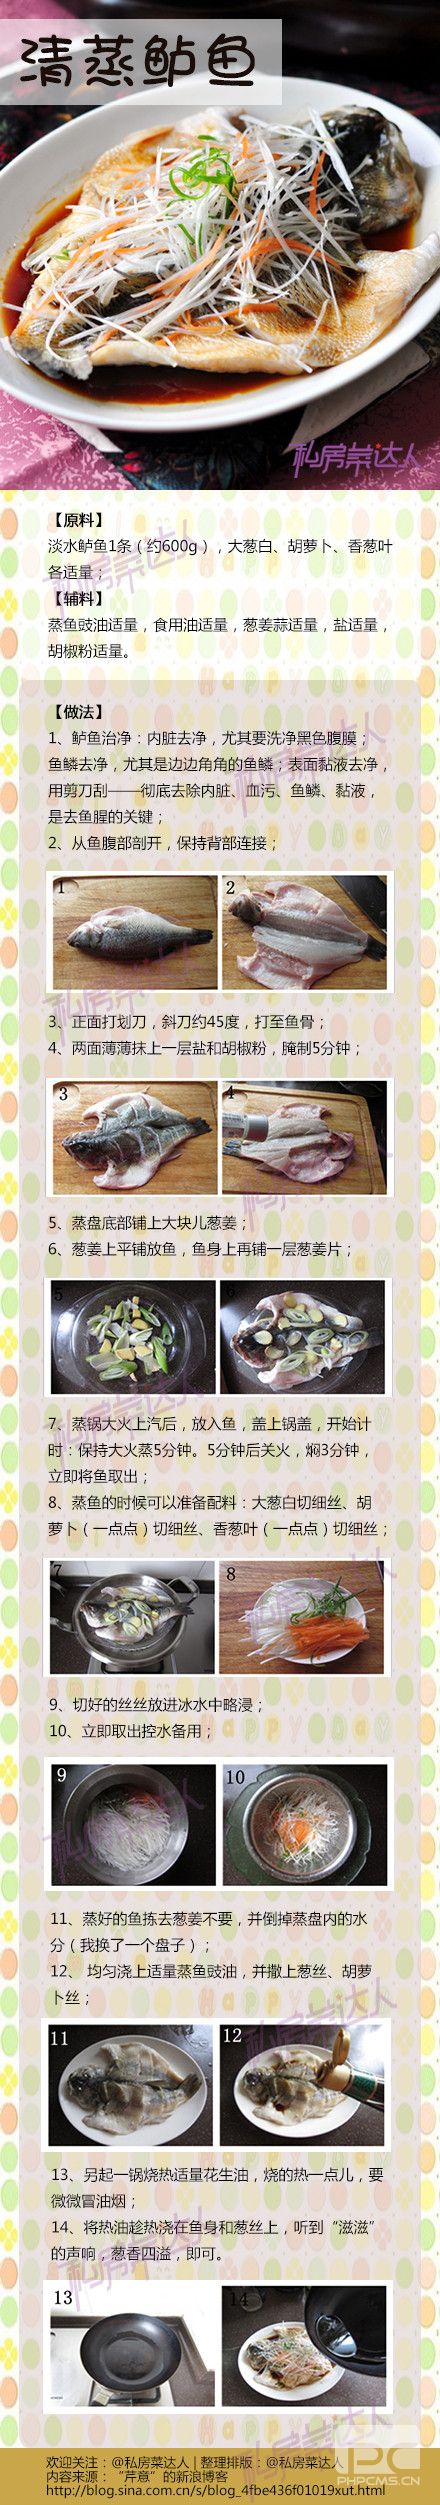 清蒸鲈鱼
私房菜达人
【原料】
淡水鲈鱼1条（约600g），大葱白、胡萝卜、香葱叶
各适量；
【辅料】
蒸鱼豉油适量，食用油适量，葱姜蒜适量，盐适量，
胡椒粉适量。
【做法】
1、鲈鱼治净：内脏去净，尤其要洗净黑色腹膜；
鱼鳞去净，尤其是边边角角的鱼鳞；表面黏液去净，
用剪刀刮——彻底去除内脏、血污、鱼鳞、黏液，
是去鱼腥的关键；
2、从鱼腹部剖开，保持背部连接；
1 2
3、正面打划刀，斜刀约45度，打至鱼骨；
4、两面薄薄抹上一层盐和胡椒粉，腌制5分钟；
3 4
5、蒸盘底部铺上大块儿葱姜；
6、葱姜上平铺放鱼，鱼身上再铺一层葱姜片；
5 6
7、蒸锅大火上汽后，放入鱼，盖上锅盖，开始计
时：保持大火蒸5分钟。5分钟后关火，焖3分钟，
立即将鱼取出；
8、蒸鱼的时候可以准备配料：大葱白切细丝、胡
萝卜（一点点）切细丝、香葱叶（一点点）切细丝；
7 8
9、切好的丝丝放进冰水中略浸；
10、立即取出控水备用；
9 10
11、蒸好的鱼拣去葱姜不要，并倒掉蒸盘内的水
分（我换了一个盘子）；
12、 均匀浇上适量蒸鱼豉油，并撒上葱丝、胡萝
卜丝；
11 12
13、另起一锅烧热适量花生油，烧的热一点儿，要
微微冒油烟；
14、将热油趁热浇在鱼身和葱丝上，听到“滋滋”
的声响，葱香四溢，即可。
13 14
欢迎关注：@私房菜达人 | 整理排版：@私房菜达人
内容来源：“芹意”的新浪博客
http://blog.sina.com.cn/s/blog_4fbe436f01019xut.html
PHPCMS.CN